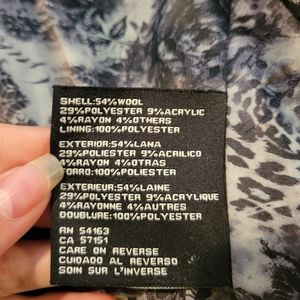 SHELL:54%WOOL
29%POLYESTER 9%ACRYLIC
4%RAYON 4%OTHERS
LINING:100%POLYESTER
EXTERIOR:54%LANA
29%POLIESTER 9%ACRILICO
4%RAYON 4%OTRAS
FORRO:100%POLIESTER
EXTERIEUR:54%LAINE
29%POLYESTER 9%ACRYLIQUE
4%RAYONNE 4%AUTRES
DOUBLURE:100%POLYESTER
RN 54163
CA 57151
CARE ON REVERSE
CUIDADO AL REVERSO
SOIN SUR L'INVERSE